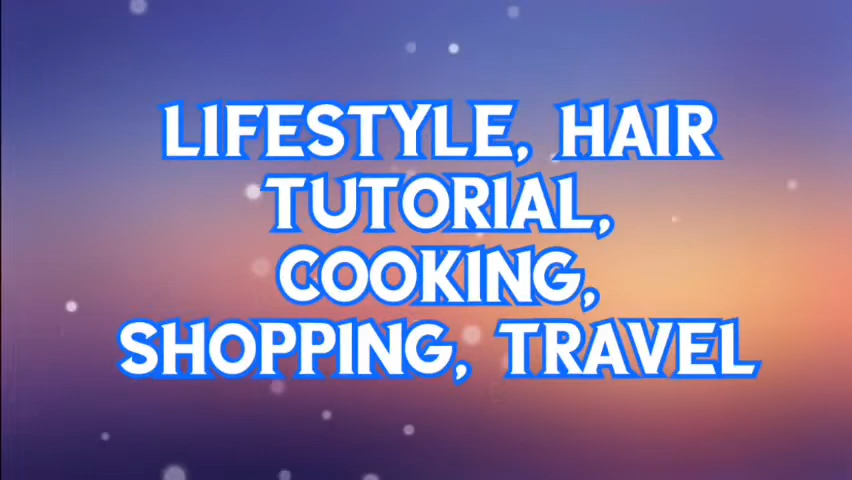 LIFESTYLE, HAIR
TUTORIAL,
COOKING,
SHOPPING, TRAVEL